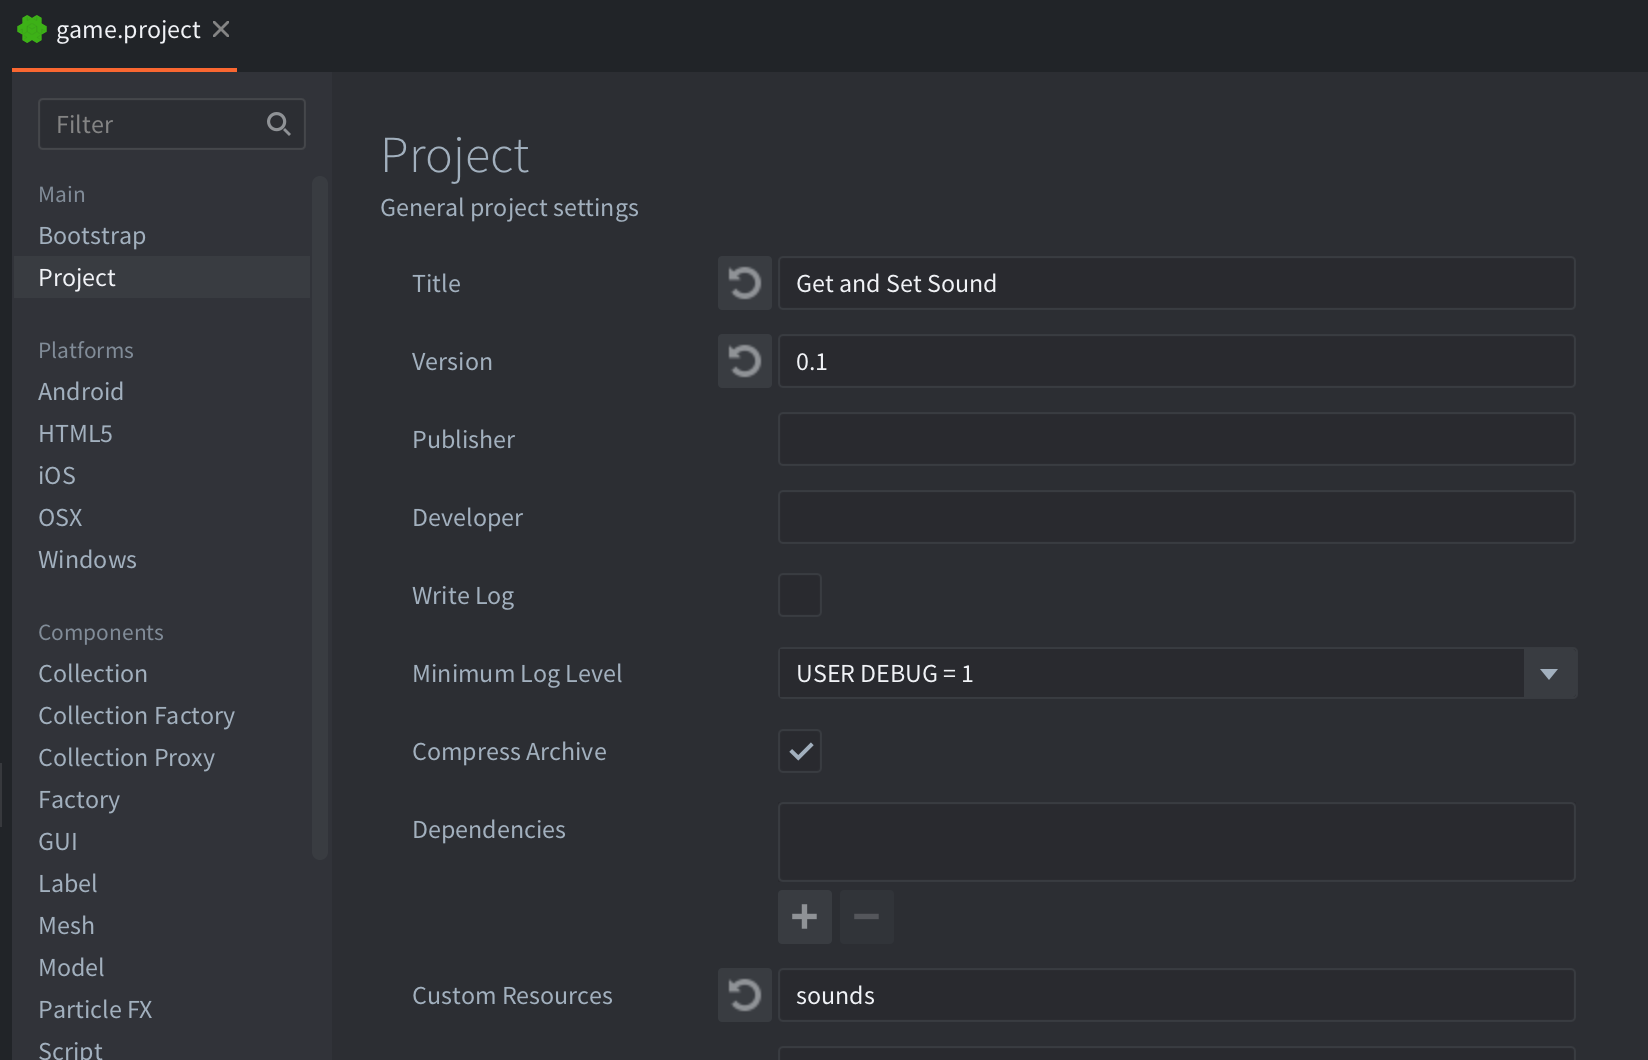 game.project
Filter
Main
Bootstrap
Project
Platforms
Android
HTML5
iOS
OSX
Windows
Components
Collection
Collection Factory
Collection Proxy
Factory
GUI
Label
Mesh
Model
Particle FX
Script
Project
General project settings
Title
Get and Set Sound
Version
0.1
Publisher
Developer
Write Log
Minimum Log Level
USER DEBUG = 1
Compress Archive
Dependencies
Custom Resources
sounds